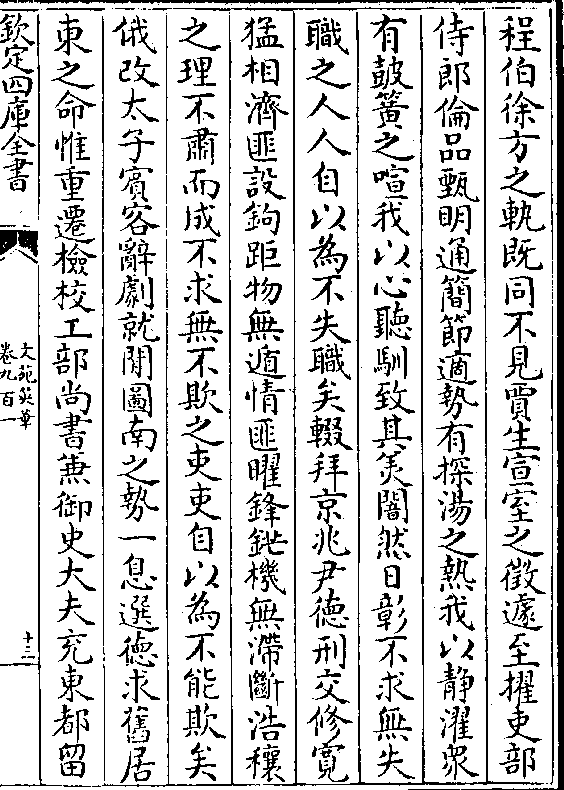 程伯徐方之軌既同不見賈生宣室之徵遽至擢吏部
侍郎倫品甄明通簡節適勢有探湯之熱我以静濯衆
有鼓簧之喧我以心聽馴致其美闇然日彰不求無失
職之人人自以為不失職矣輟拜京兆尹德刑交修寛
猛相濟匪設鉤距物無遁情匪曜鋒鋩機無滯斷浩穰
之理不肅而成不求無不欺之吏吏自以為不能欺矣
俄改太子賓客辭劇就閒圖南之勢一息選德求舊居
東之命惟重遷檢校工部尚書兼御史大夫充東都留
欽定四庫全書
文苑英華
卷九百一
十三